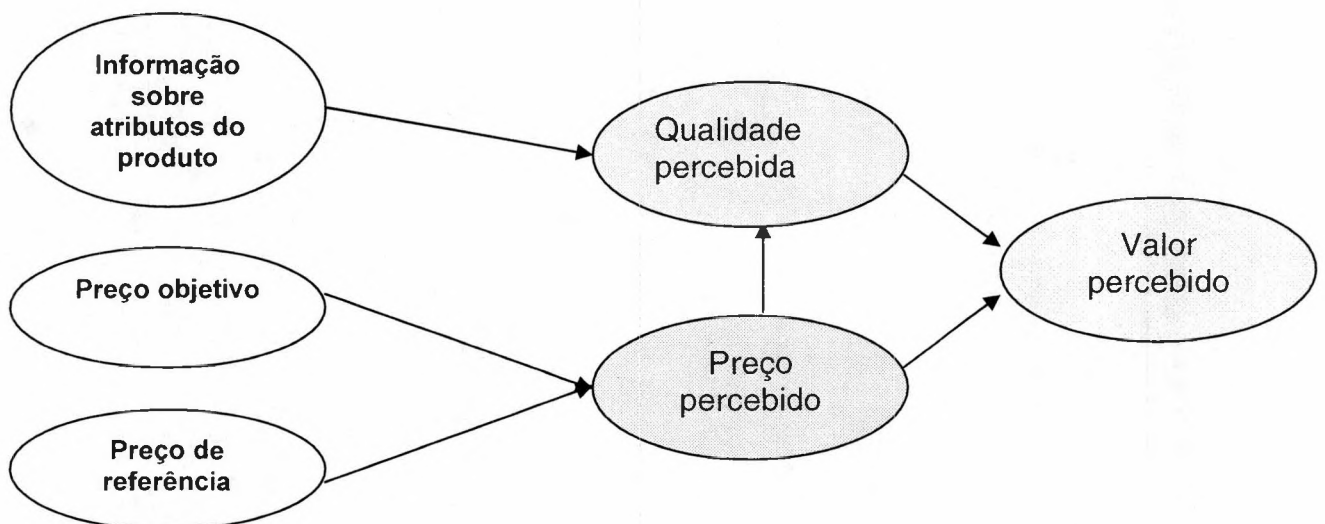 Informação
sobre
atributos do
produto
Qualidade
percebida
Preço objetivo
Valor
percebido
Preço
percebido
Preço de
referência